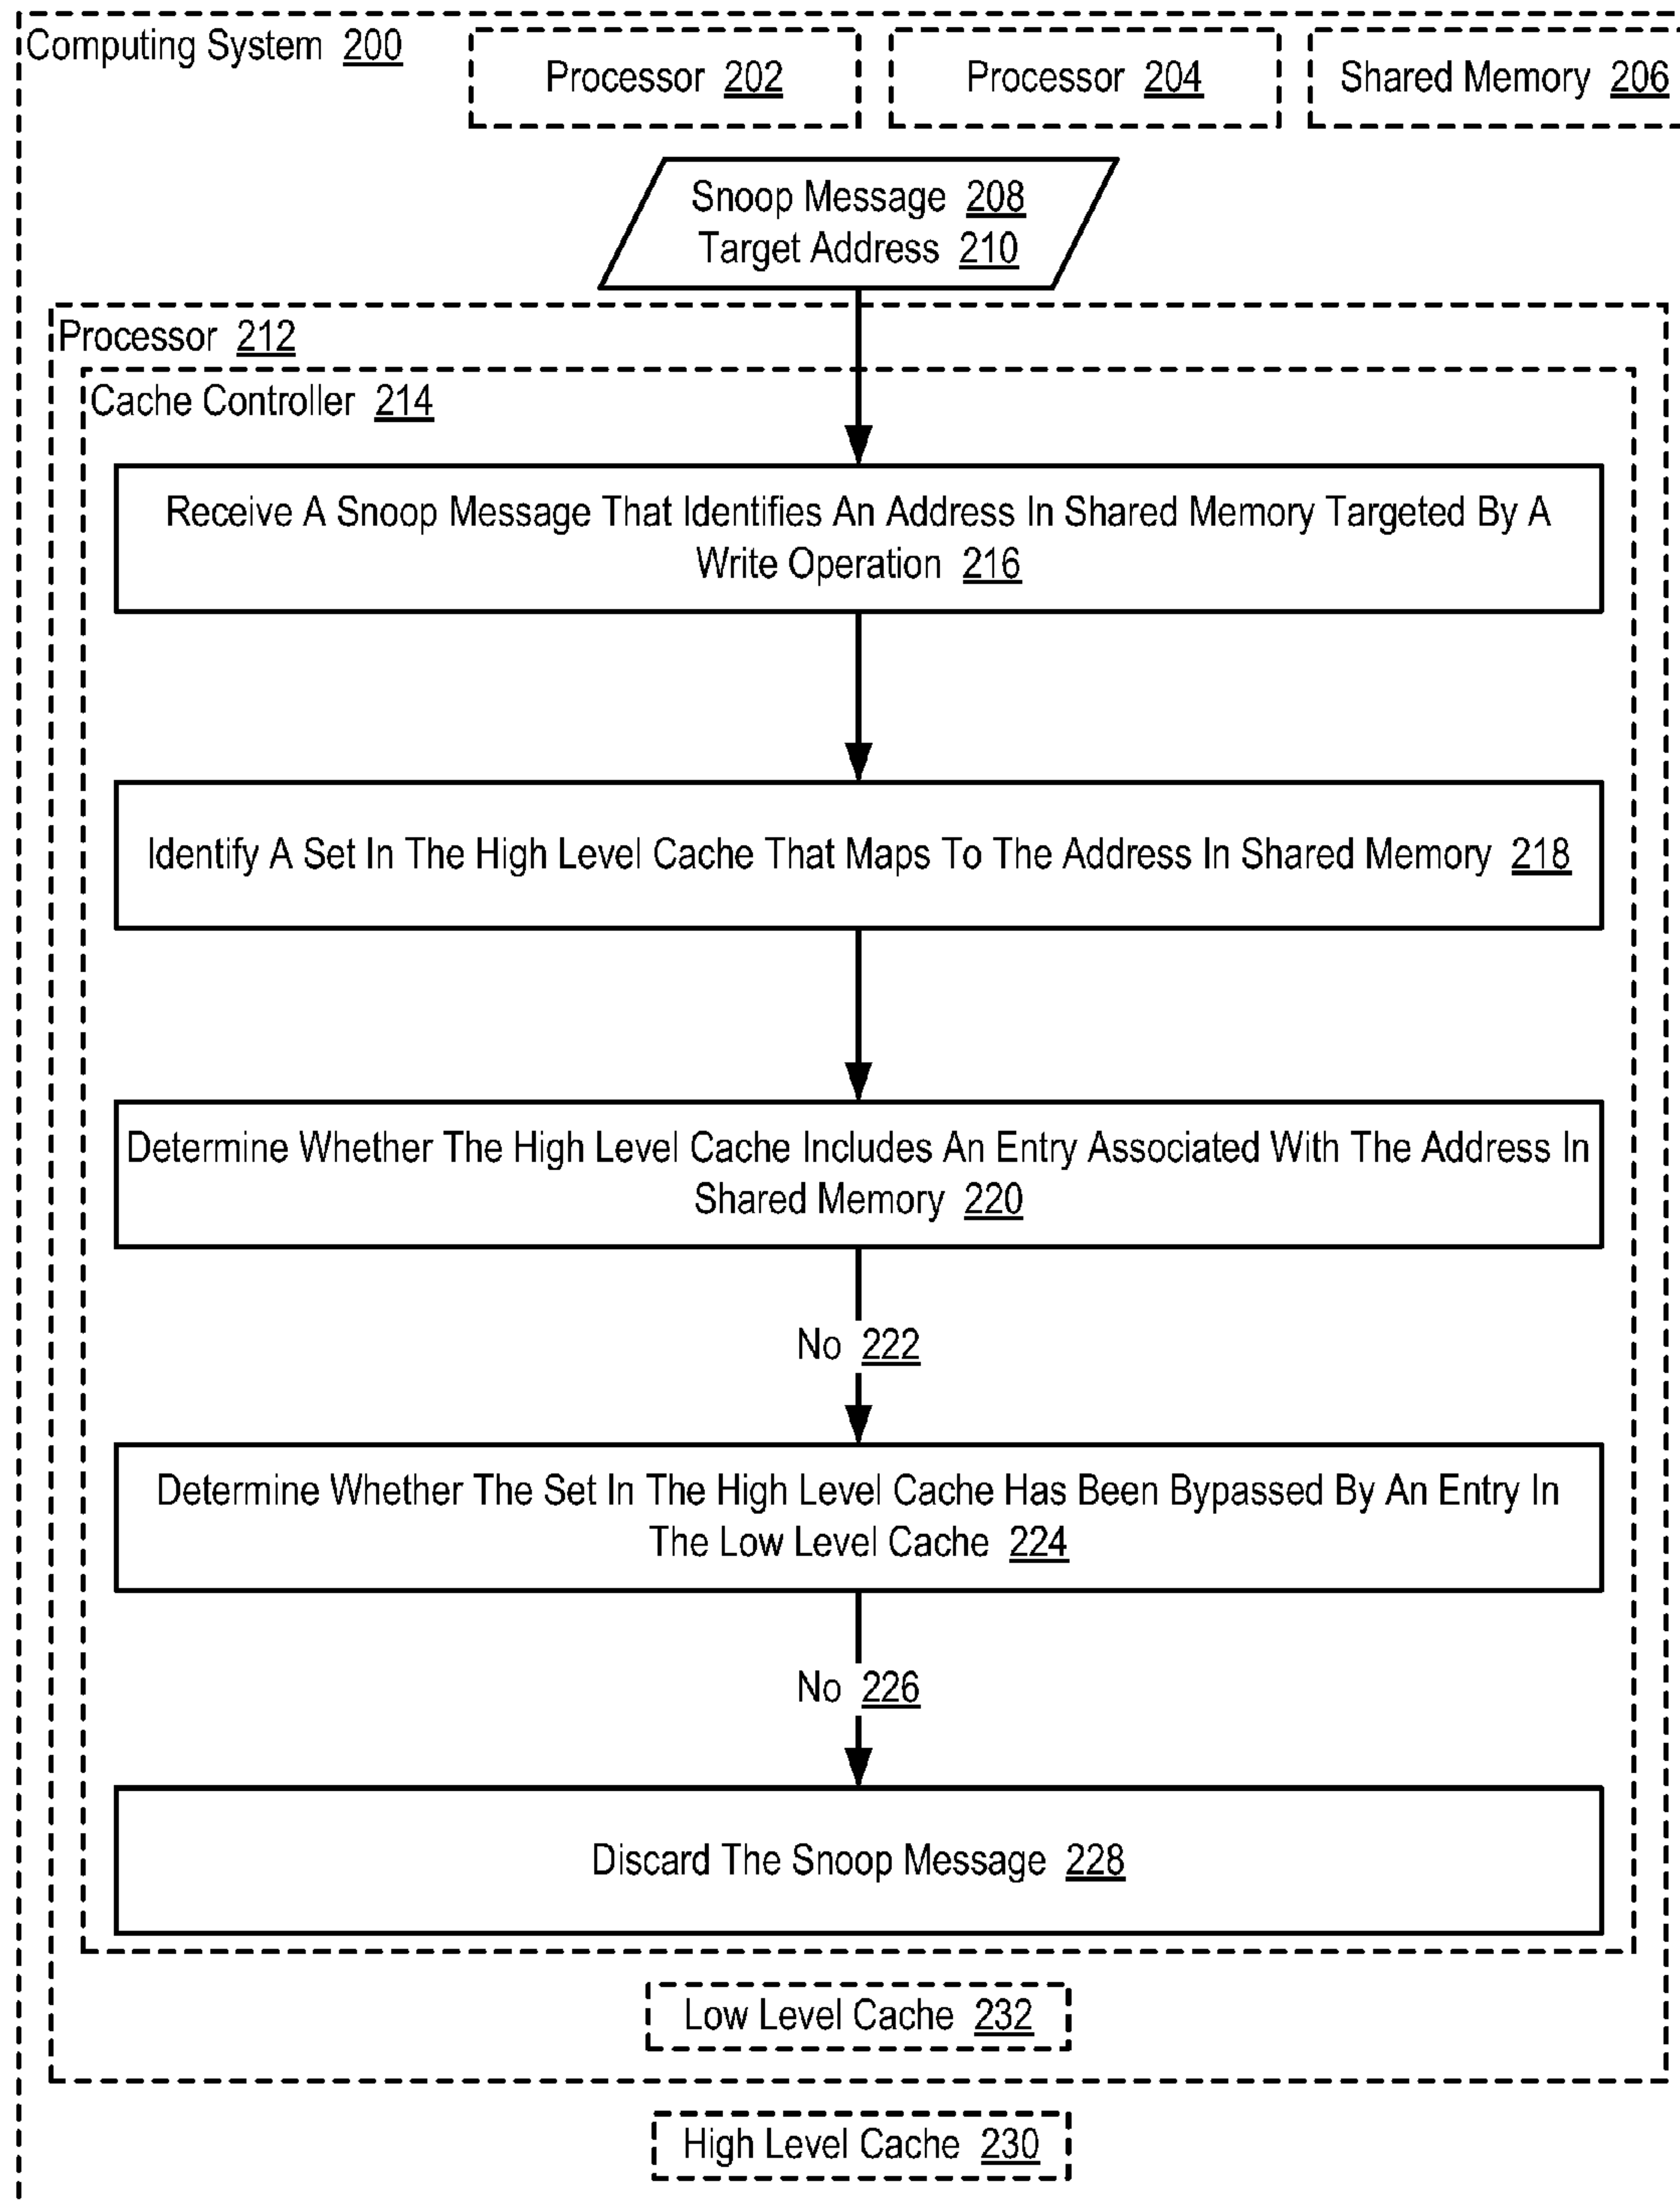 Computing System 200
Processor 202
Processor 204
Shared Memory 206
Snoop Message 208
Target Address 210
Processor 212
Cache Controller 214
Receive A Snoop Message That Identifies An Address In Shared Memory Targeted By A
Write Operation 216
Identify A Set In The High Level Cache That Maps To The Address In Shared Memory 218
Determine Whether The High Level Cache Includes An Entry Associated With The Address In
Shared Memory 220
No 222
Determine Whether The Set In The High Level Cache Has Been Bypassed By An Entry In
The Low Level Cache 224
No 226
Discard The Snoop Message 228
Low Level Cache 232
High Level Cache 230